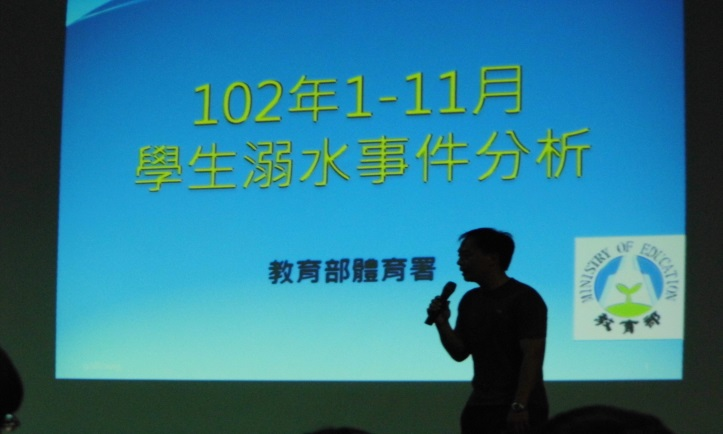 102年1-11月
學生溺水事件分析
教育部體育署
MINISTRY OF EDUCATION
教育部